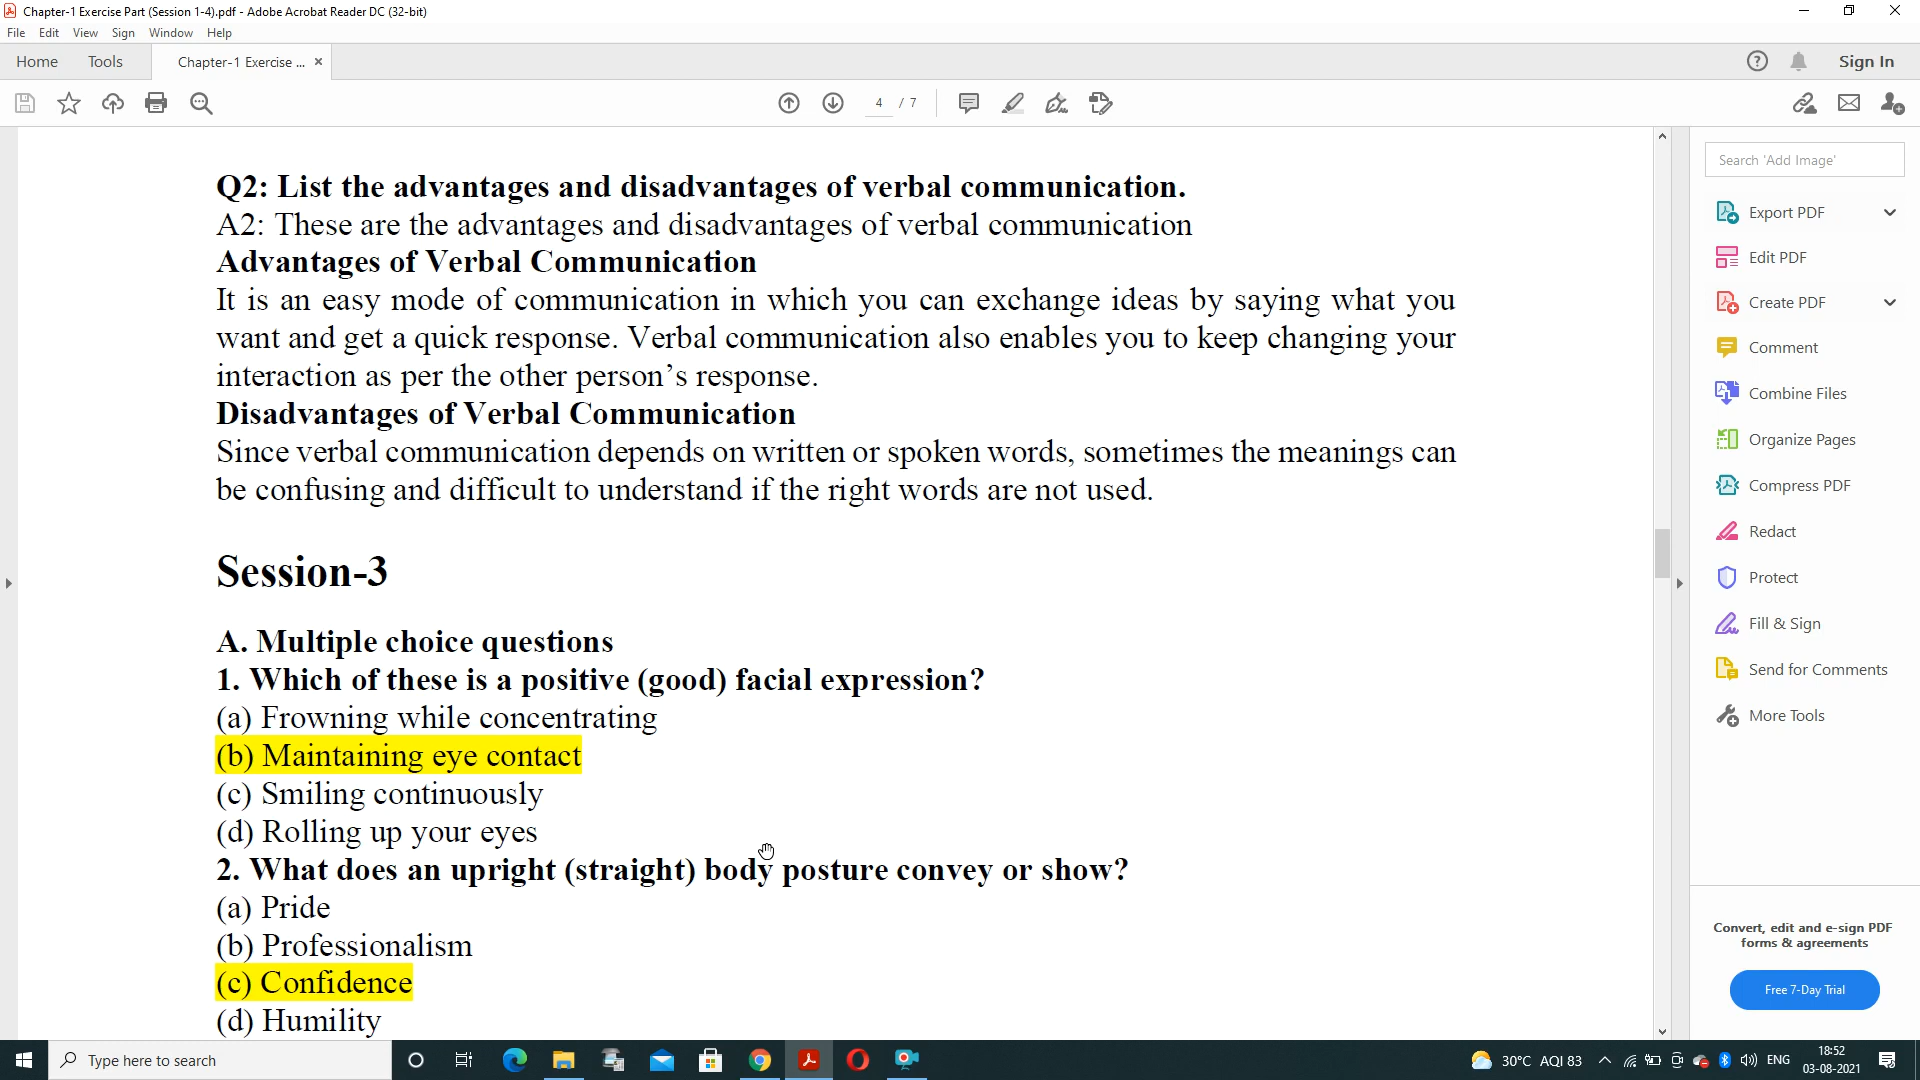 Chapter-1 Exercise Part (Session 1-4).pdf - Adobe Acrobat Reader DC (32-bit)
File Edit View Sign Window Help
Home Tools Chapter-1 Exercise ... × Sign In
4 / 7
Search 'Add Image'
Q2: List the advantages and disadvantages of verbal communication.
A2: These are the advantages and disadvantages of verbal communication
Advantages of Verbal Communication
It is an easy mode of communication in which you can exchange ideas by saying what you
want and get a quick response. Verbal communication also enables you to keep changing your
interaction as per the other person's response.
Disadvantages of Verbal Communication
Since verbal communication depends on written or spoken words, sometimes the meanings can
be confusing and difficult to understand if the right words are not used.
Session-3
A. Multiple choice questions
1. Which of these is a positive (good) facial expression?
(a) Frowning while concentrating
(b) Maintaining eye contact
(c) Smiling continuously
(d) Rolling up your eyes
2. What does an upright (straight) body posture convey or show?
(a) Pride
(b) Professionalism
(c) Confidence
(d) Humility
Export PDF
Edit PDF
Create PDF
Comment
Combine Files
Organize Pages
Compress PDF
Redact
Protect
Fill & Sign
Send for Comments
More Tools
Convert, edit and e-sign PDF
forms & agreements
Free 7-Day Trial
Type here to search
30°C AQI 83 ENG
18:52
03-08-2021